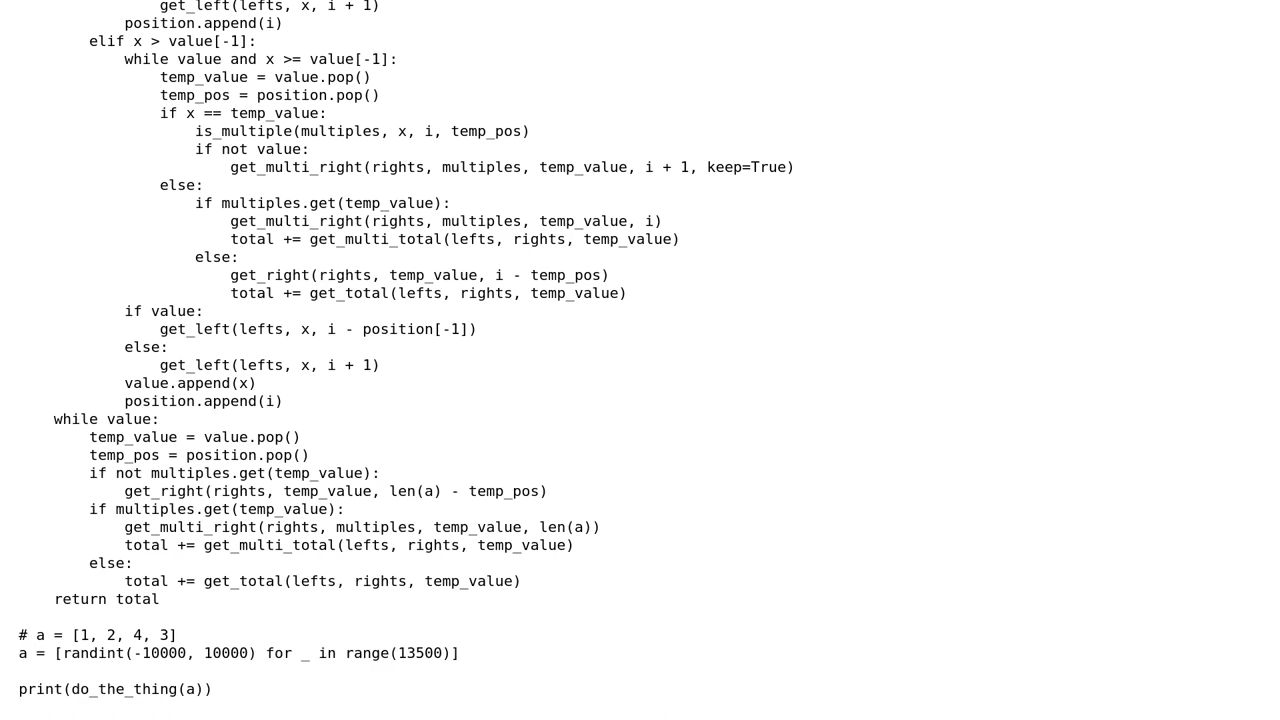 get_left(lefts, x, i + 1)
            position.append(i)
        elif x > value[-1]:
            while value and x >= value[-1]:
                temp_value = value.pop()
                temp_pos = position.pop()
                if x == temp_value:
                    is_multiple(multiples, x, i, temp_pos)
                    if not value:
                        get_multi_right(rights, multiples, temp_value, i + 1, keep=True)
                else:
                    if multiples.get(temp_value):
                        get_multi_right(rights, multiples, temp_value, i)
                        total += get_multi_total(lefts, rights, temp_value)
                    else:
                        get_right(rights, temp_value, i - temp_pos)
                        total += get_total(lefts, rights, temp_value)
            if value:
                get_left(lefts, x, i - position[-1])
            else:
                get_left(lefts, x, i + 1)
            value.append(x)
            position.append(i)
    while value:
        temp_value = value.pop()
        temp_pos = position.pop()
        if not multiples.get(temp_value):
            get_right(rights, temp_value, len(a) - temp_pos)
        if multiples.get(temp_value):
            get_multi_right(rights, multiples, temp_value, len(a))
            total += get_multi_total(lefts, rights, temp_value)
        else:
            total += get_total(lefts, rights, temp_value)
    return total

# a = [1, 2, 4, 3]
a = [randint(-10000, 10000) for _ in range(13500)]

print(do_the_thing(a))